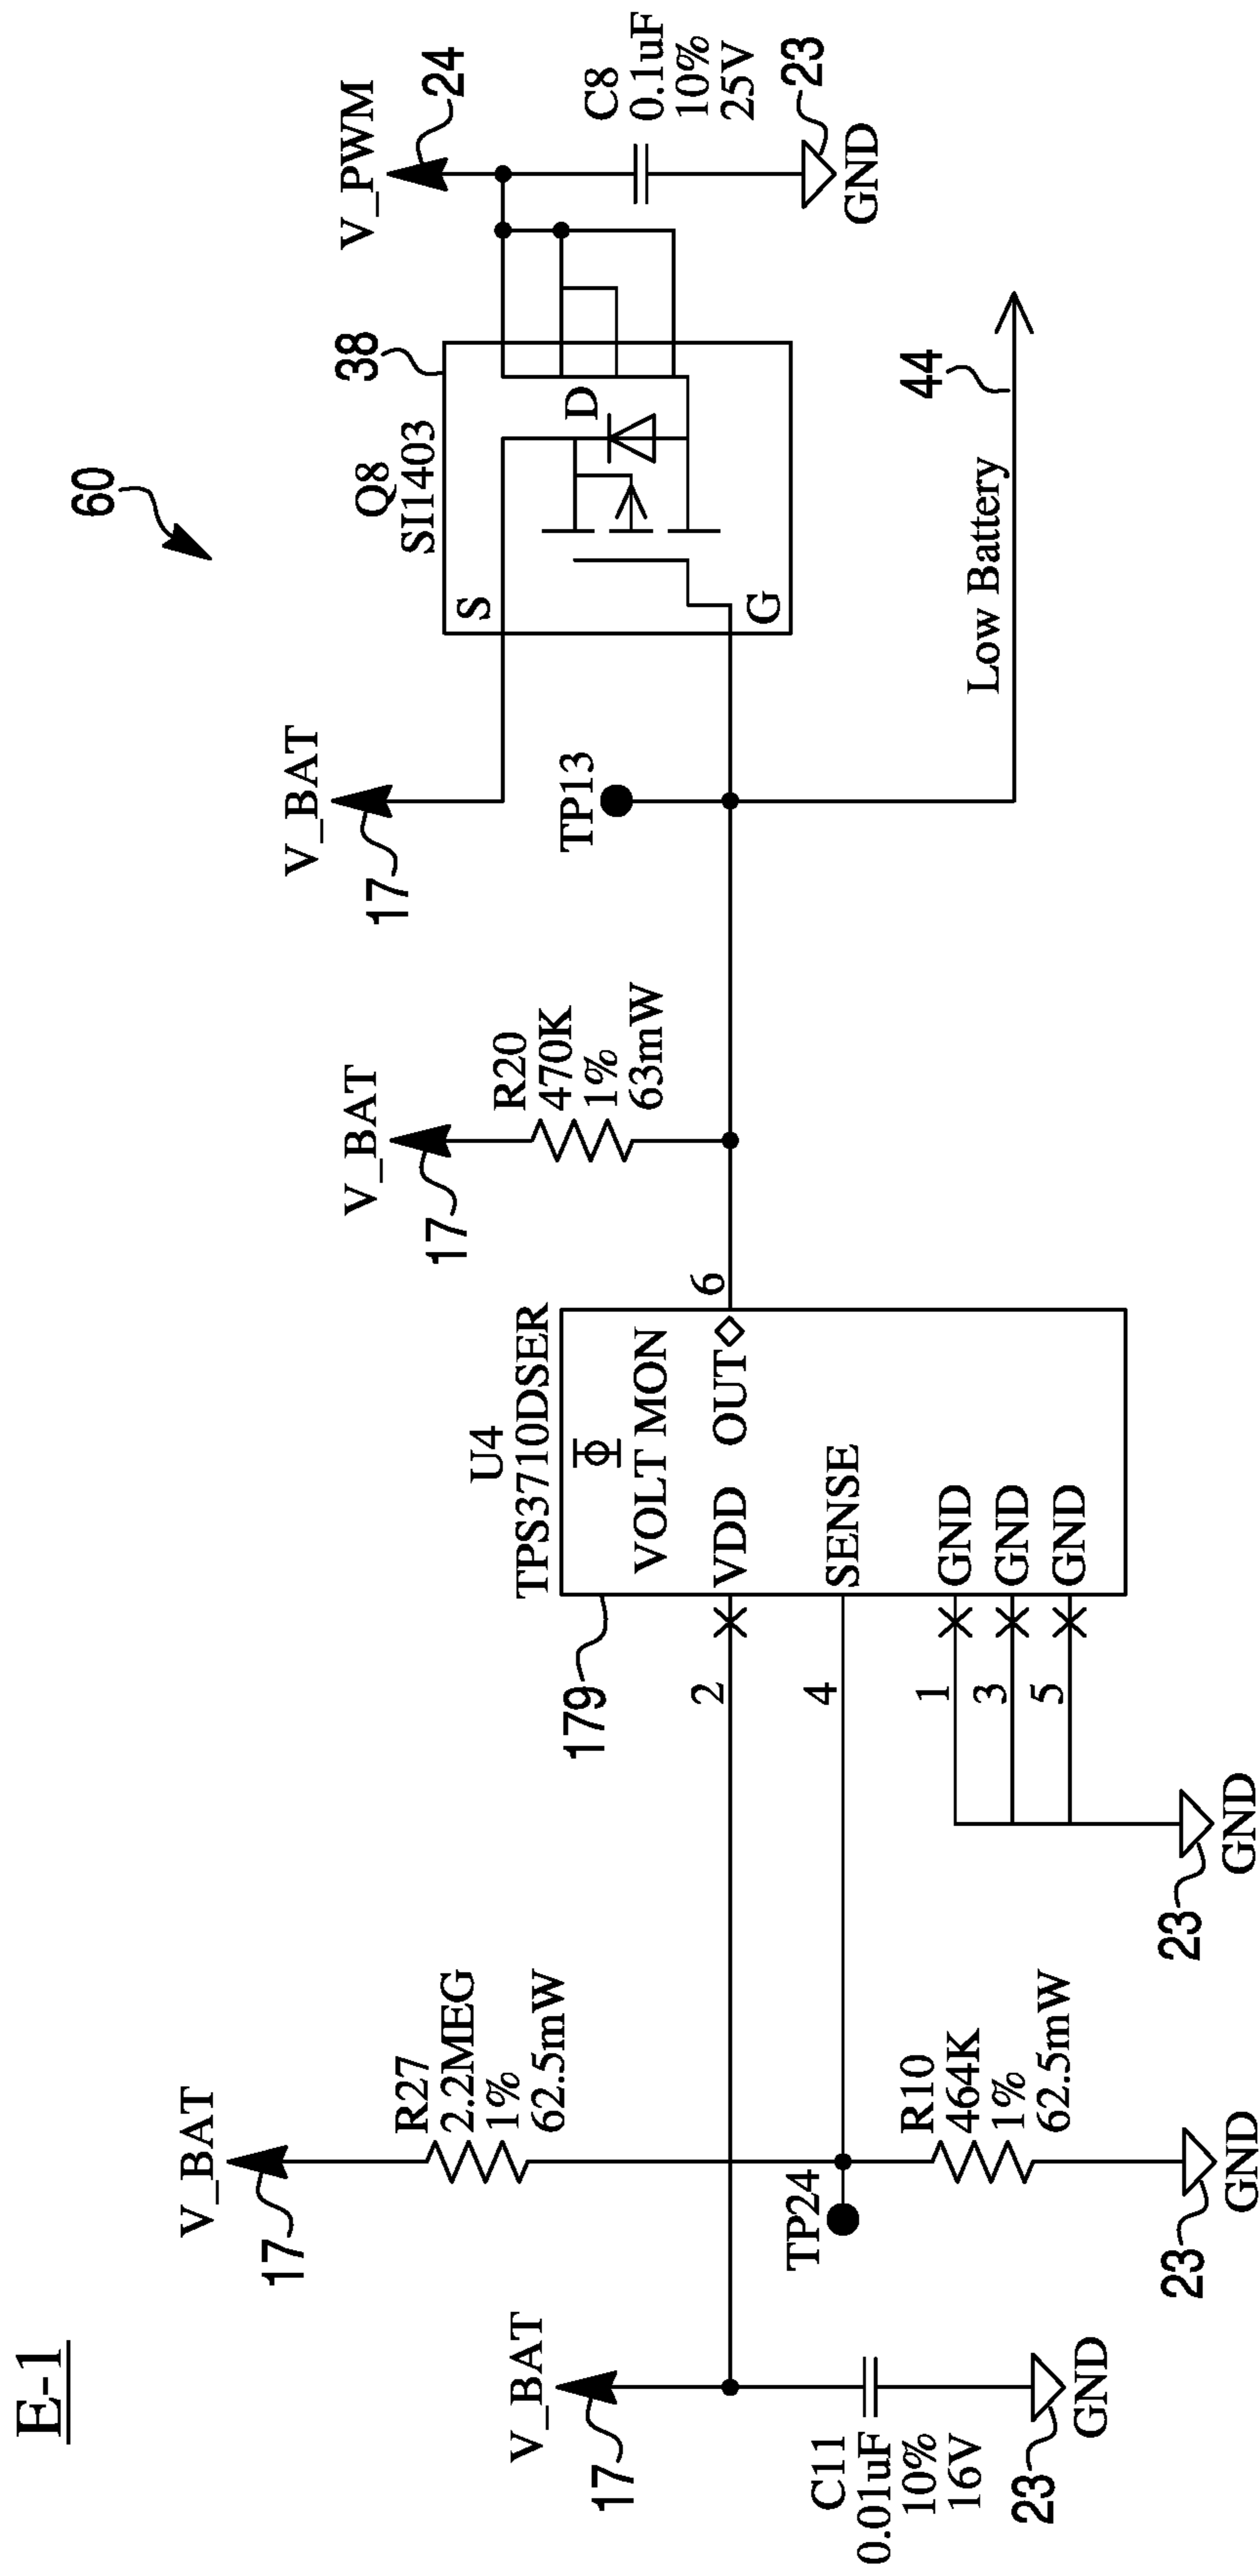 E-1
60
V_BAT
17
C11
0.01uF
10%
16V
23
GND
V_BAT
17
R27
2.2MEG
1%
62.5mW
TP24
R10
464K
1%
62.5mW
23
GND
23
GND
179
U4
TPS3710DSER
VOLT MON
2
VDD
OUT
6
4
SENSE
1
GND
3
GND
5
GND
V_BAT
17
R20
470K
1%
63mW
V_BAT
17
TP13
Q8
SI1403
38
S
D
G
Low Battery
44
V_PWM
24
C8
0.1uF
10%
25V
23
GND